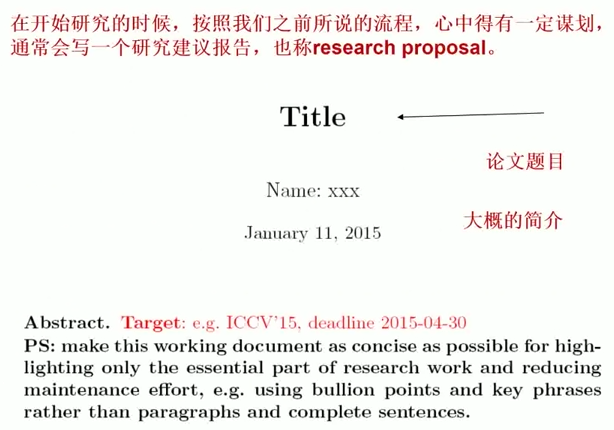 在开始研究的时候，按照我们之前所说的流程，心中得有一定谋划，
通常会写一个研究建议报告，也称research proposal。
Title
论文题目
Name: xxx
大概的简介
January 11, 2015
Abstract. Target: e.g. ICCV'15, deadline 2015-04-30
PS: make this working document as concise as possible for high-
lighting only the essential part of research work and reducing
maintenance effort, e.g. using bullion points and key phrases
rather than paragraphs and complete sentences.